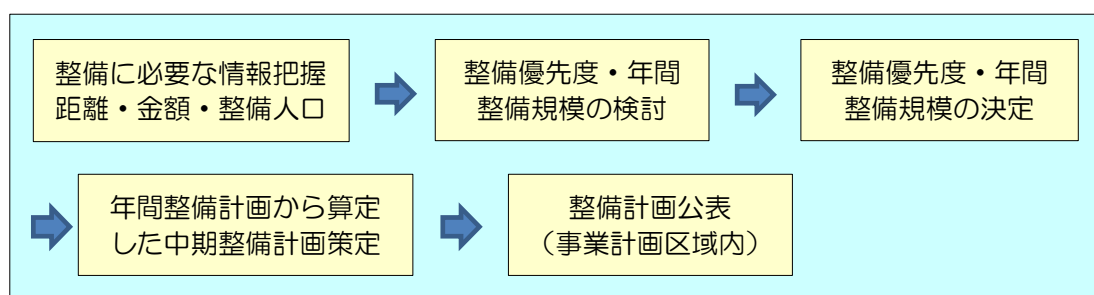 整備に必要な情報把握
距離・金額・整備人口
整備優先度・年間
整備規模の検討
整備優先度・年間
整備規模の決定
年間整備計画から算定
した中期整備計画策定
整備計画公表
（事業計画区域内）